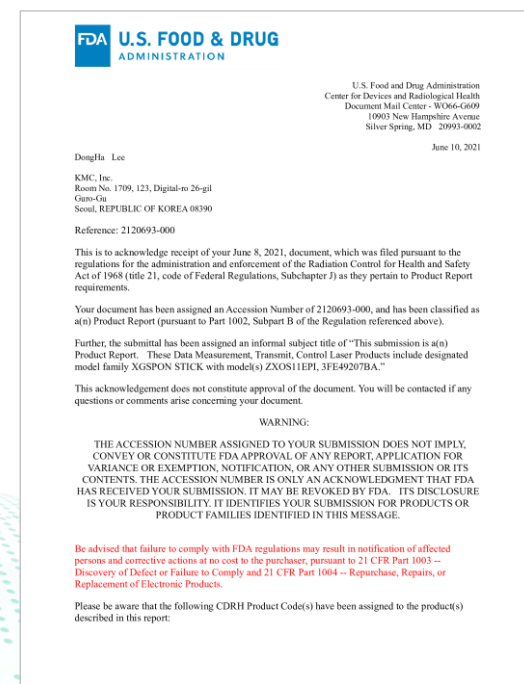 FDA U.S. FOOD & DRUG
ADMINISTRATION
U.S. Food and Drug Administration
Center for Devices and Radiological Health
Document Mail Center - WO66-G609
10903 New Hampshire Avenue
Silver Spring, MD 20993-0002
June 10, 2021
DongHa Lee
KMC, Inc.
Room No. 1709, 123, Digital-ro 26-gil
Guro-Gu
Seoul, REPUBLIC OF KOREA 08390
Reference: 2120693-000
This is to acknowledge receipt of your June 8, 2021, document, which was filed pursuant to the
regulations for the administration and enforcement of the Radiation Control for Health and Safety
Act of 1968 (title 21, code of Federal Regulations, Subchapter J) as they pertain to Product Report
requirements.
Your document has been assigned an Accession Number of 2120693-000, and has been classified as
a(n) Product Report (pursuant to Part 1002, Subpart B of the Regulation referenced above).
Further, the submittal has been assigned an informal subject title of “This submission is a(n)
Product Report. These Data Measurement, Transmit, Control Laser Products include designated
model family XGSPON STICK with model(s) ZXOS11EPI, 3FE49207BA.”
This acknowledgement does not constitute approval of the document. You will be contacted if any
questions or comments arise concerning your document.
WARNING:
THE ACCESSION NUMBER ASSIGNED TO YOUR SUBMISSION DOES NOT IMPLY,
CONVEY OR CONSTITUTE FDA APPROVAL OF ANY REPORT, APPLICATION FOR
VARIANCE OR EXEMPTION, NOTIFICATION, OR ANY OTHER SUBMISSION OR ITS
CONTENTS. THE ACCESSION NUMBER IS ONLY AN ACKNOWLEDGMENT THAT FDA
HAS RECEIVED YOUR SUBMISSION. IT MAY BE REVOKED BY FDA. ITS DISCLOSURE
IS YOUR RESPONSIBILITY. IT IDENTIFIES YOUR SUBMISSION FOR PRODUCTS OR
PRODUCT FAMILIES IDENTIFIED IN THIS MESSAGE.
Be advised that failure to comply with FDA regulations may result in notification of affected
persons and corrective actions at no cost to the purchaser, pursuant to 21 CFR Part 1003 --
Discovery of Defect or Failure to Comply and 21 CFR Part 1004 -- Repurchase, Repairs, or
Replacement of Electronic Products.
Please be aware that the following CDRH Product Code(s) have been assigned to the product(s)
described in this report: